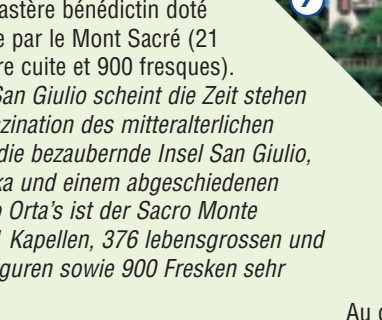 astère bénédictin doté
e par le Mont Sacré (21
re cuite et 900 fresques).
San Giulio scheint die Zeit stehen
zination des mitteralterlichen
die bezaubernde Insel San Giulio,
ka und einem abgeschiedenen
o Orta's ist der Sacro Monte
1 Kapellen, 376 lebensgrossen und
guren sowie 900 Fresken sehr
Au